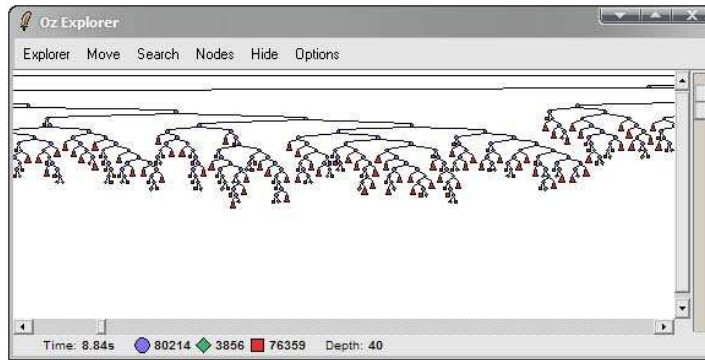 Oz Explorer
Explorer Move Search Nodes Hide Options
Time: 8.84s 80214 3856 76359 Depth: 40